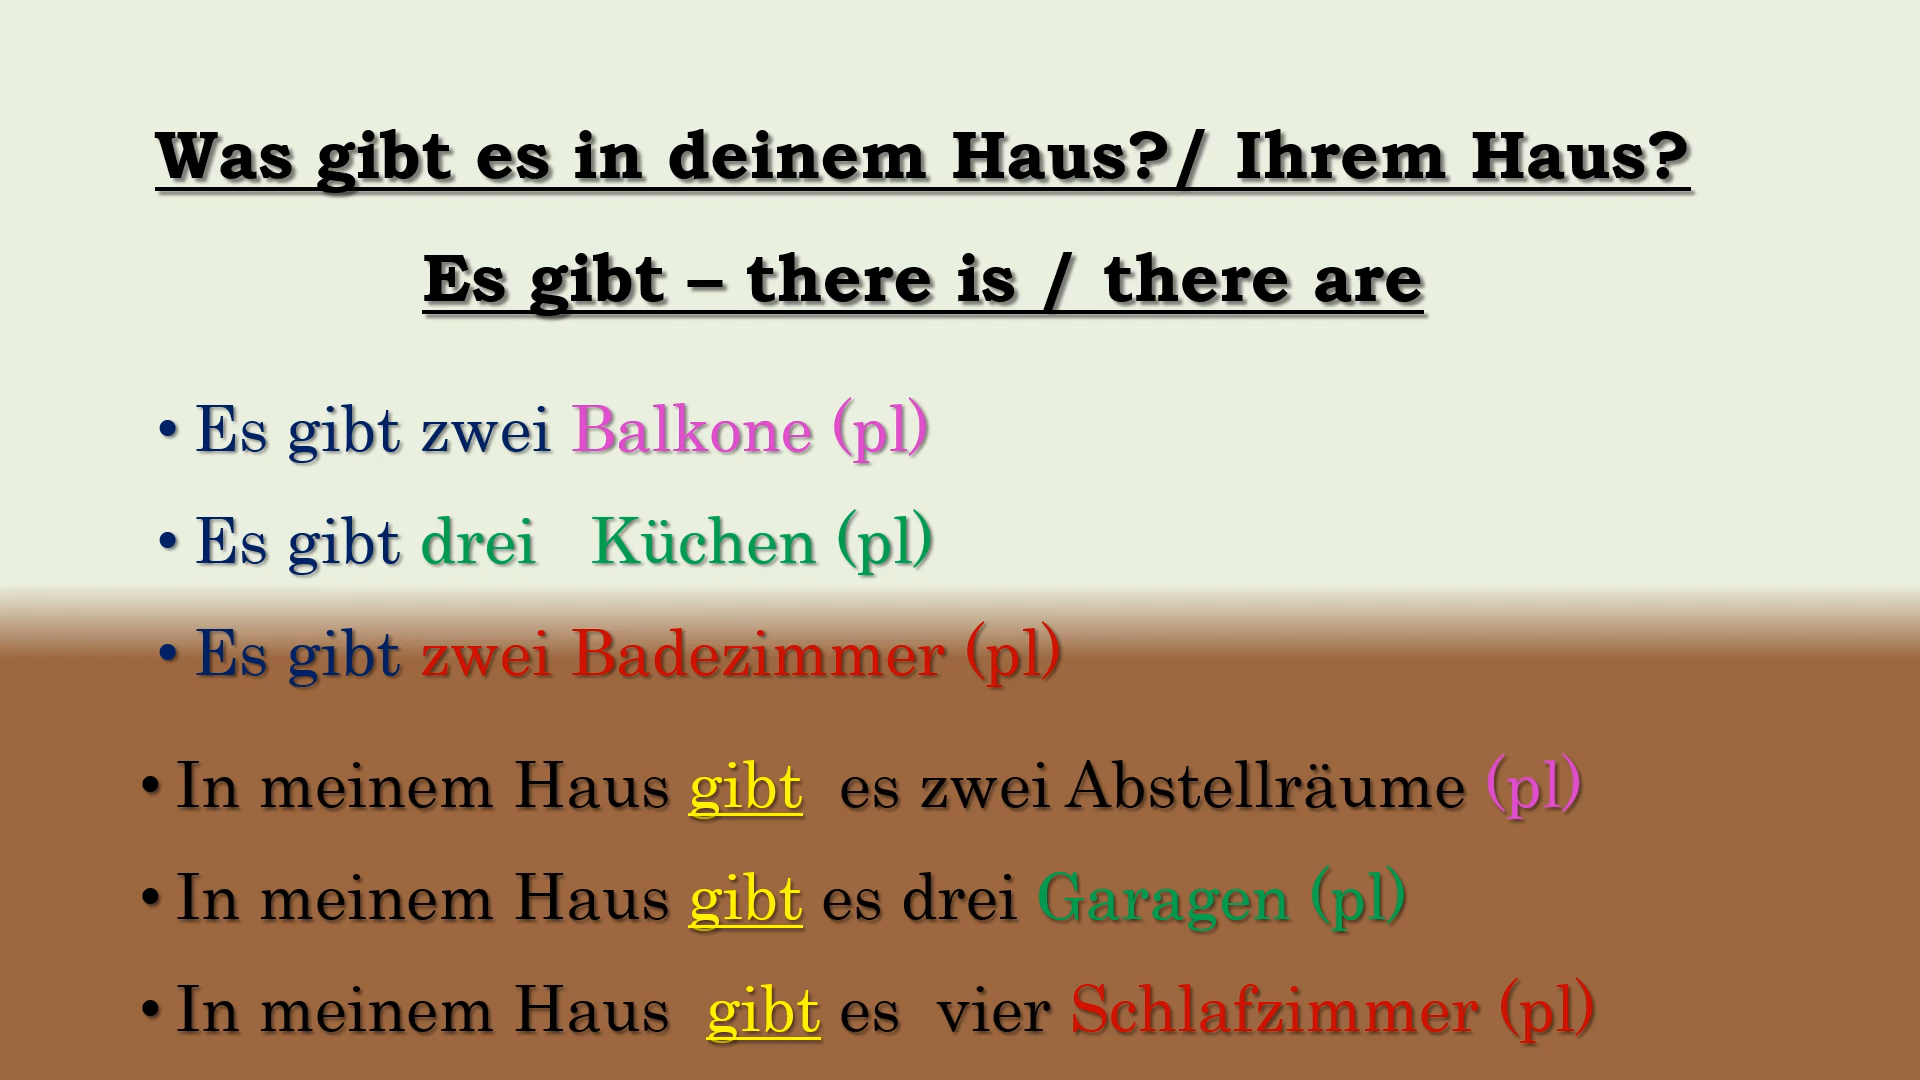 Was gibt es in deinem Haus?/ Ihrem Haus?
Es gibt – there is / there are
• Es gibt zwei Balkone (pl)
• Es gibt drei   Küchen (pl)
• Es gibt zwei Badezimmer (pl)
• In meinem Haus gibt  es zwei Abstellräume (pl)
• In meinem Haus gibt es drei Garagen (pl)
• In meinem Haus  gibt es  vier Schlafzimmer (pl)